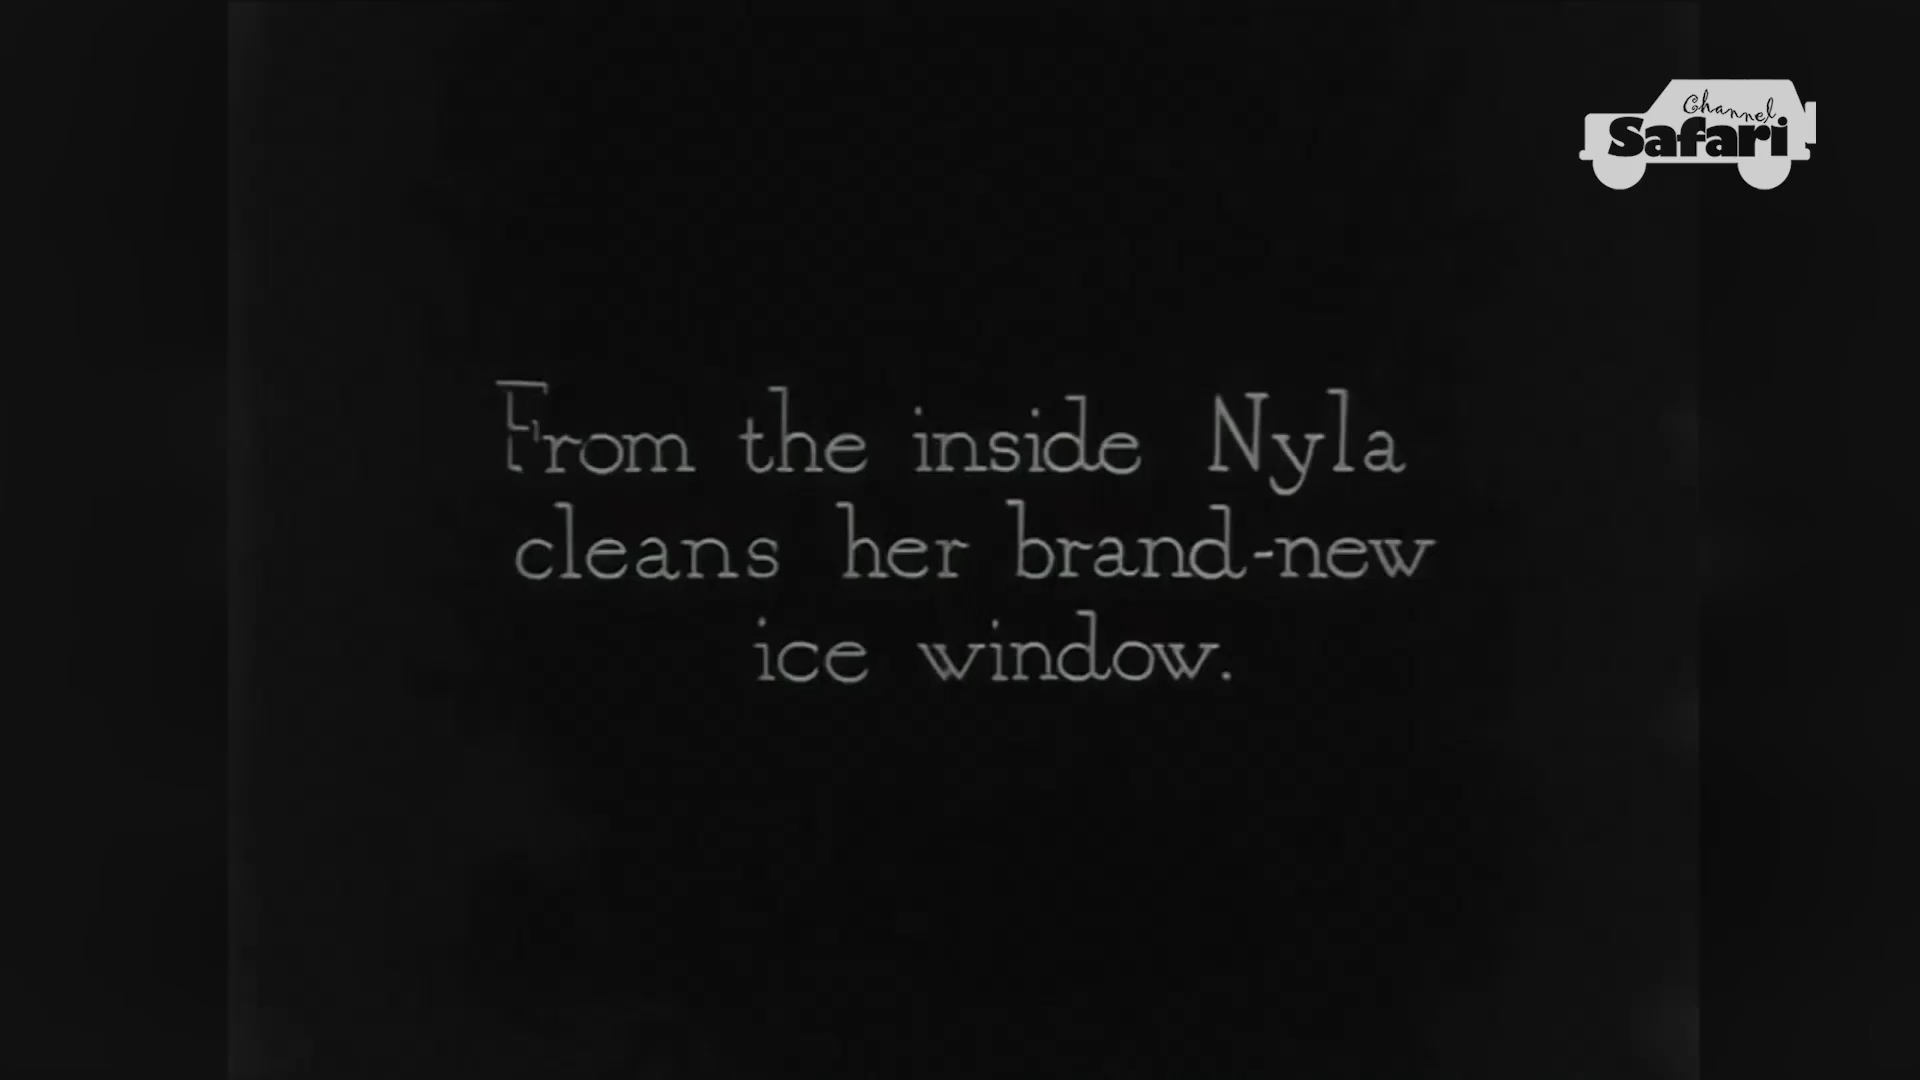 Channel
Safari
From the inside Nyla
cleans her brand-new
ice window.